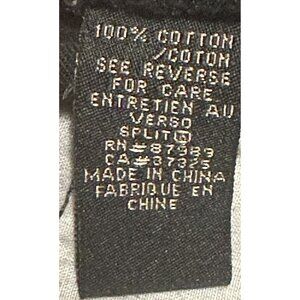 100% COTTON
/COTON
SEE REVERSE
FOR CARE
ENTRETIEN AU
VERSO
SPLIT
RN#87989
CA#37325
MADE IN CHINA
FABRIQUE EN
CHINE